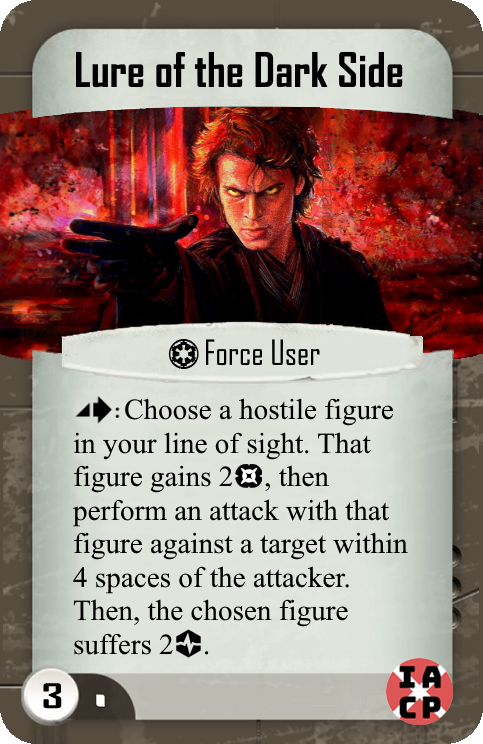 Lure of the Dark Side
Force User
: Choose a hostile figure
in your line of sight. That
figure gains 2 , then
perform an attack with that
figure against a target within
4 spaces of the attacker.
Then, the chosen figure
suffers 2 .
3
I A
C P